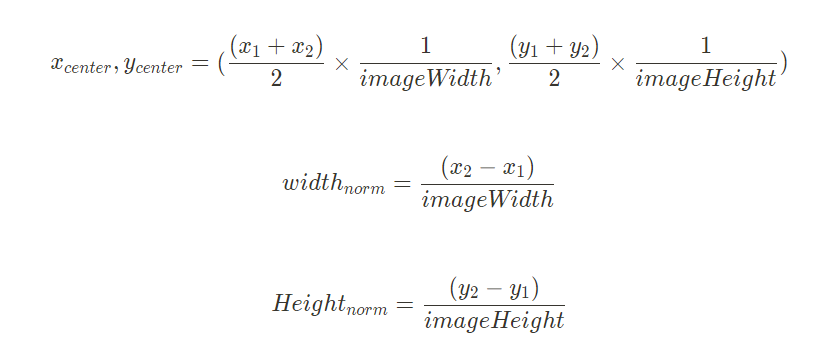 x_center, y_center = ( (x_1 + x_2) / 2 × 1 / imageWidth, (y_1 + y_2) / 2 × 1 / imageHeight )
width_norm = (x_2 − x_1) / imageWidth
Height_norm = (y_2 − y_1) / imageHeight